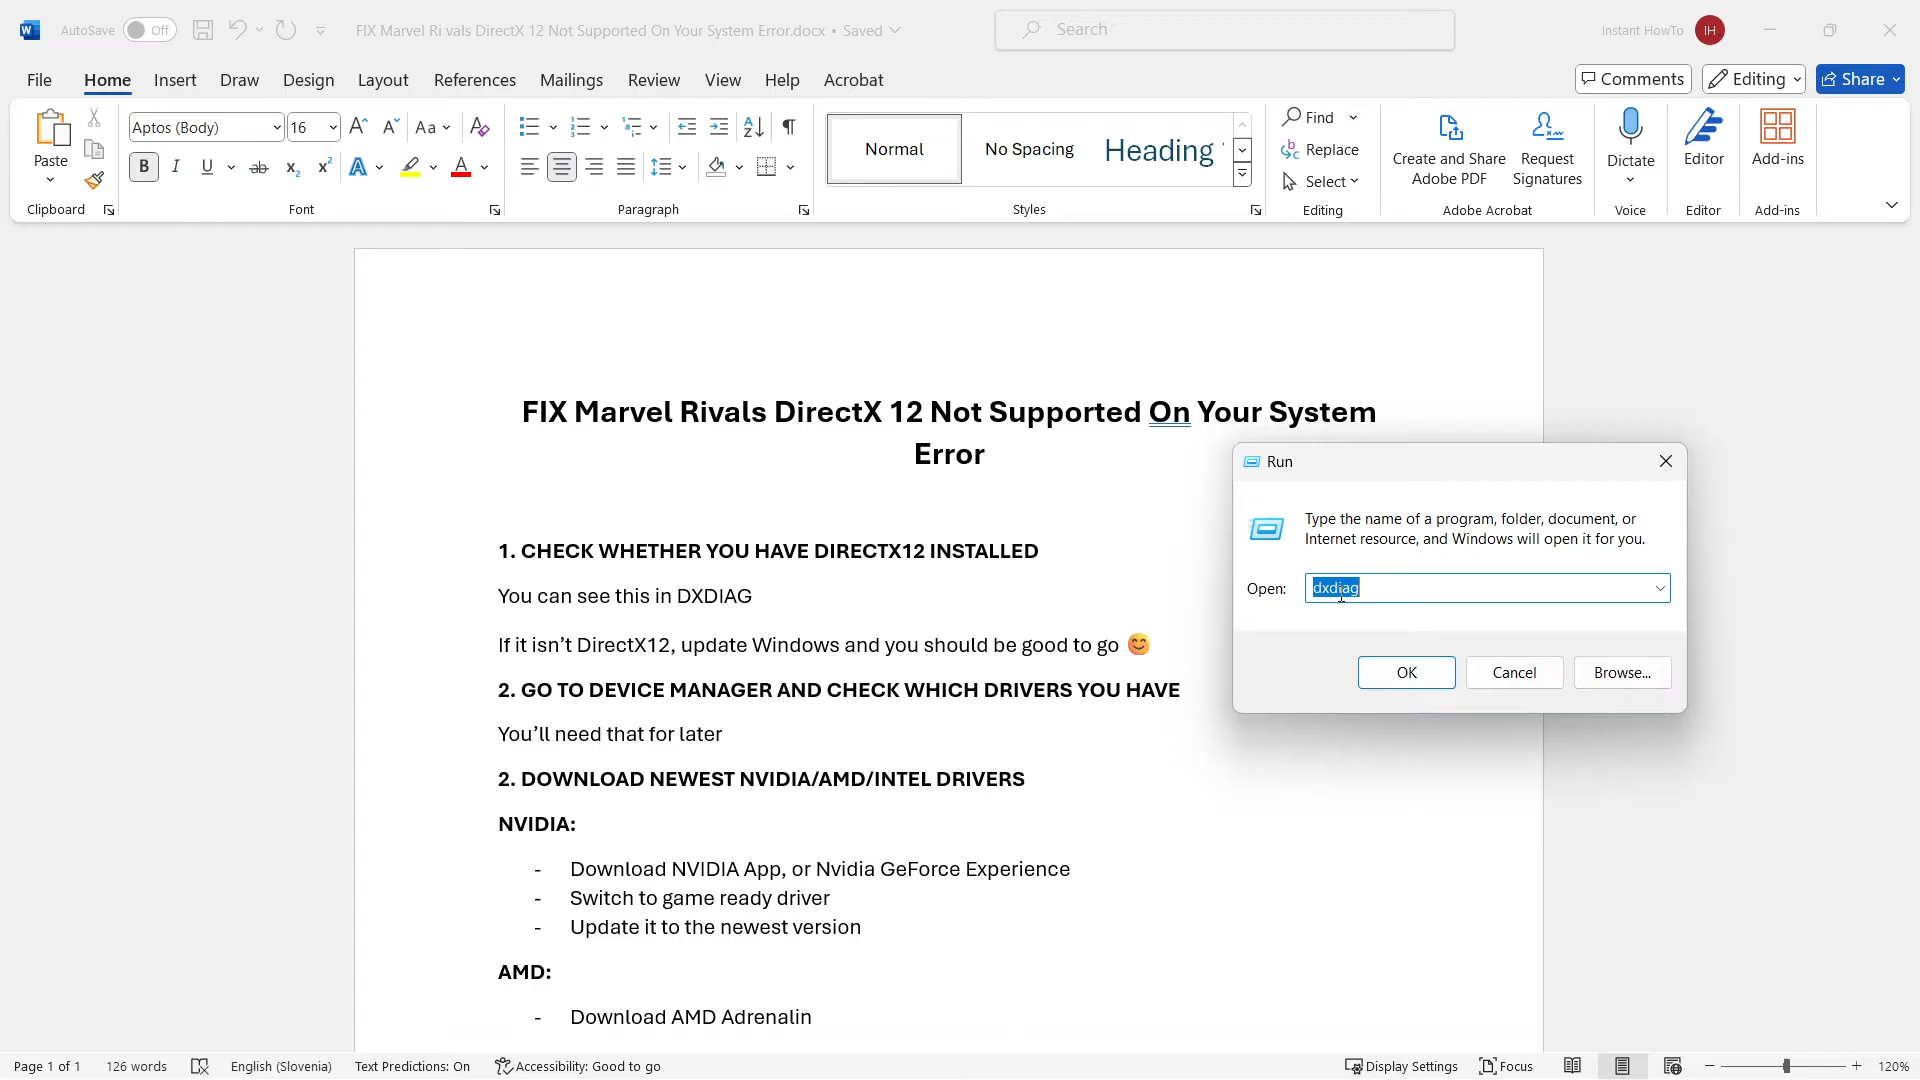 AutoSave Off FIX Marvel Ri vals DirectX 12 Not Supported On Your System Error.docx • Saved Search Instant HowTo IH
File Home Insert Draw Design Layout References Mailings Review View Help Acrobat Comments Editing Share
Paste
Clipboard
Aptos (Body) 16 Aa
B I U ab x₂ x² A A
Font
Paragraph
Normal No Spacing Heading
Styles
Find
Replace
Select
Editing
Create and Share
Adobe PDF
Request
Signatures
Adobe Acrobat
Dictate
Voice
Editor
Editor
Add-ins
Add-ins
FIX Marvel Rivals DirectX 12 Not Supported On Your System
Error
1. CHECK WHETHER YOU HAVE DIRECTX12 INSTALLED
You can see this in DXDIAG
If it isn’t DirectX12, update Windows and you should be good to go 😊
2. GO TO DEVICE MANAGER AND CHECK WHICH DRIVERS YOU HAVE
You’ll need that for later
2. DOWNLOAD NEWEST NVIDIA/AMD/INTEL DRIVERS
NVIDIA:
- Download NVIDIA App, or Nvidia GeForce Experience
- Switch to game ready driver
- Update it to the newest version
AMD:
- Download AMD Adrenalin
Run
Type the name of a program, folder, document, or
Internet resource, and Windows will open it for you.
Open: dxdiag
OK Cancel Browse...
Page 1 of 1 126 words English (Slovenia) Text Predictions: On Accessibility: Good to go Display Settings Focus 120%